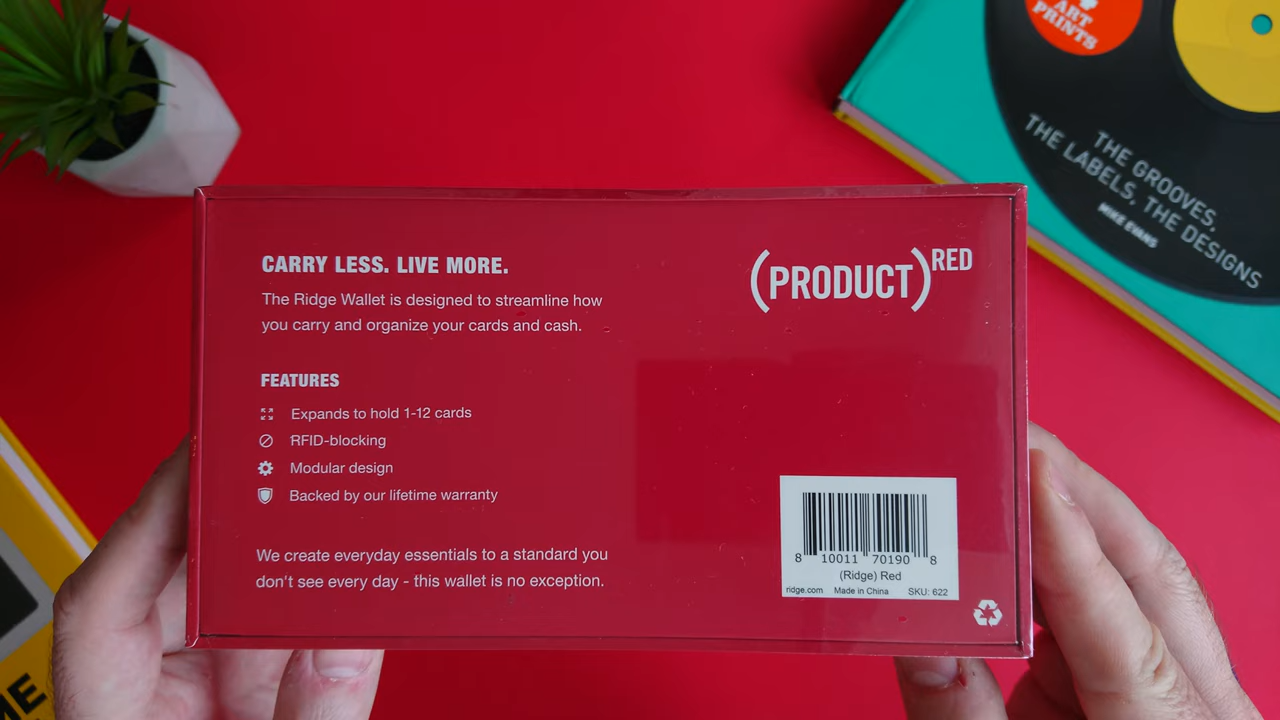 ART
PRINTS
THE GROOVES,
THE LABELS, THE DESIGNS
MIKE EVANS
CARRY LESS. LIVE MORE.
The Ridge Wallet is designed to streamline how
you carry and organize your cards and cash.
(PRODUCT)RED
FEATURES
Expands to hold 1-12 cards
RFID-blocking
Modular design
Backed by our lifetime warranty
We create everyday essentials to a standard you
don't see every day - this wallet is no exception.
8 10011 70190 8
(Ridge) Red
ridge.com Made in China SKU: 622